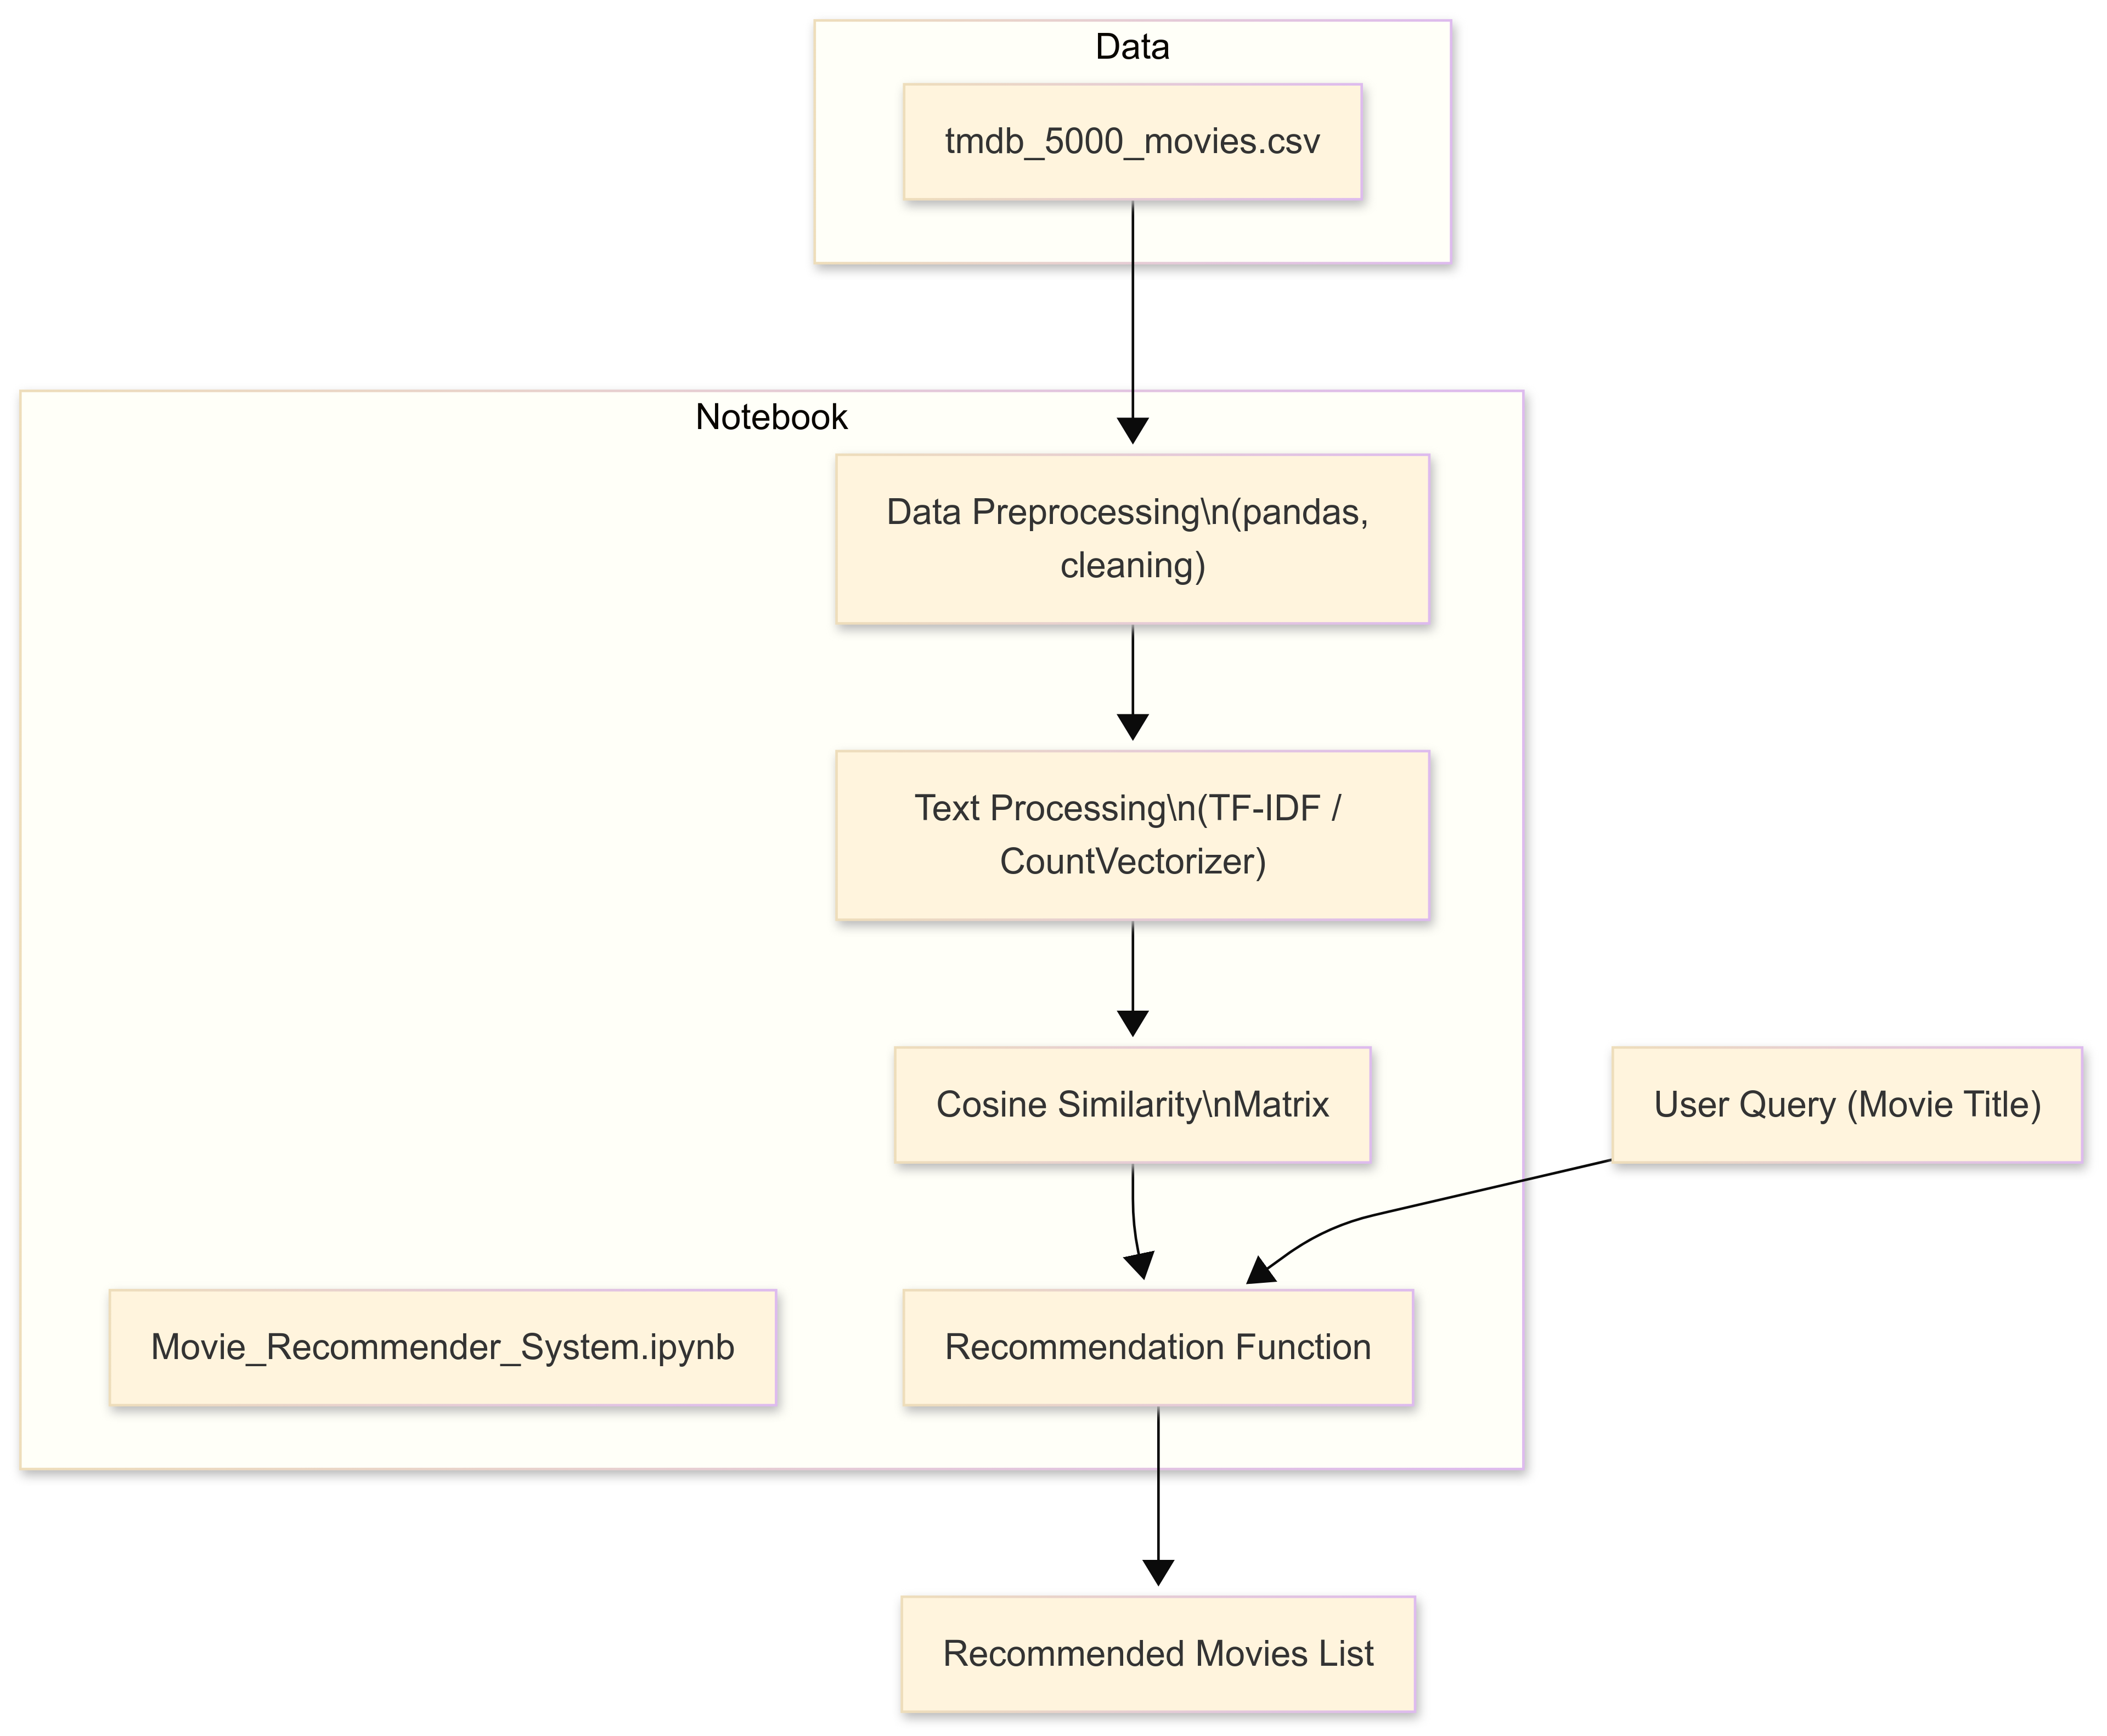 Data
tmdb_5000_movies.csv
Notebook
Data Preprocessing\n(pandas,
cleaning)
Text Processing\n(TF-IDF /
CountVectorizer)
Cosine Similarity\nMatrix
User Query (Movie Title)
Movie_Recommender_System.ipynb
Recommendation Function
Recommended Movies List